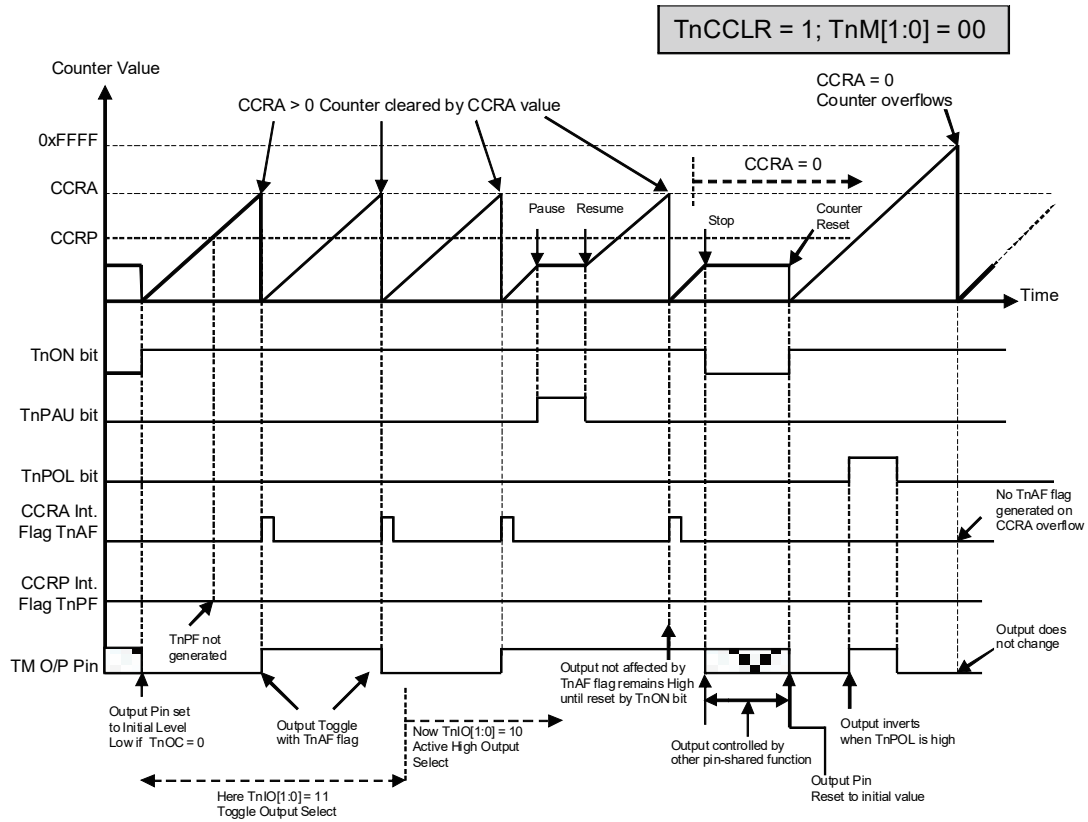 TnCCLR = 1; TnM[1:0] = 00
Counter Value
CCRA > 0 Counter cleared by CCRA value
CCRA = 0
Counter overflows
0xFFFF
CCRA = 0
CCRA
Pause
Resume
Stop
Counter
Reset
CCRP
Time
TnON bit
TnPAU bit
TnPOL bit
CCRA Int.
Flag TnAF
No TnAF flag
generated on
CCRA overflow
CCRP Int.
Flag TnPF
TnPF not
generated
TM O/P Pin
Output does
not change
Output Pin set
to Initial Level
Low if TnOC = 0
Output Toggle
with TnAF flag
Now TnIO[1:0] = 10
Active High Output
Select
Output not affected by
TnAF flag remains High
until reset by TnON bit
Output controlled by
other pin-shared function
Output inverts
when TnPOL is high
Output Pin
Reset to initial value
Here TnIO[1:0] = 11
Toggle Output Select